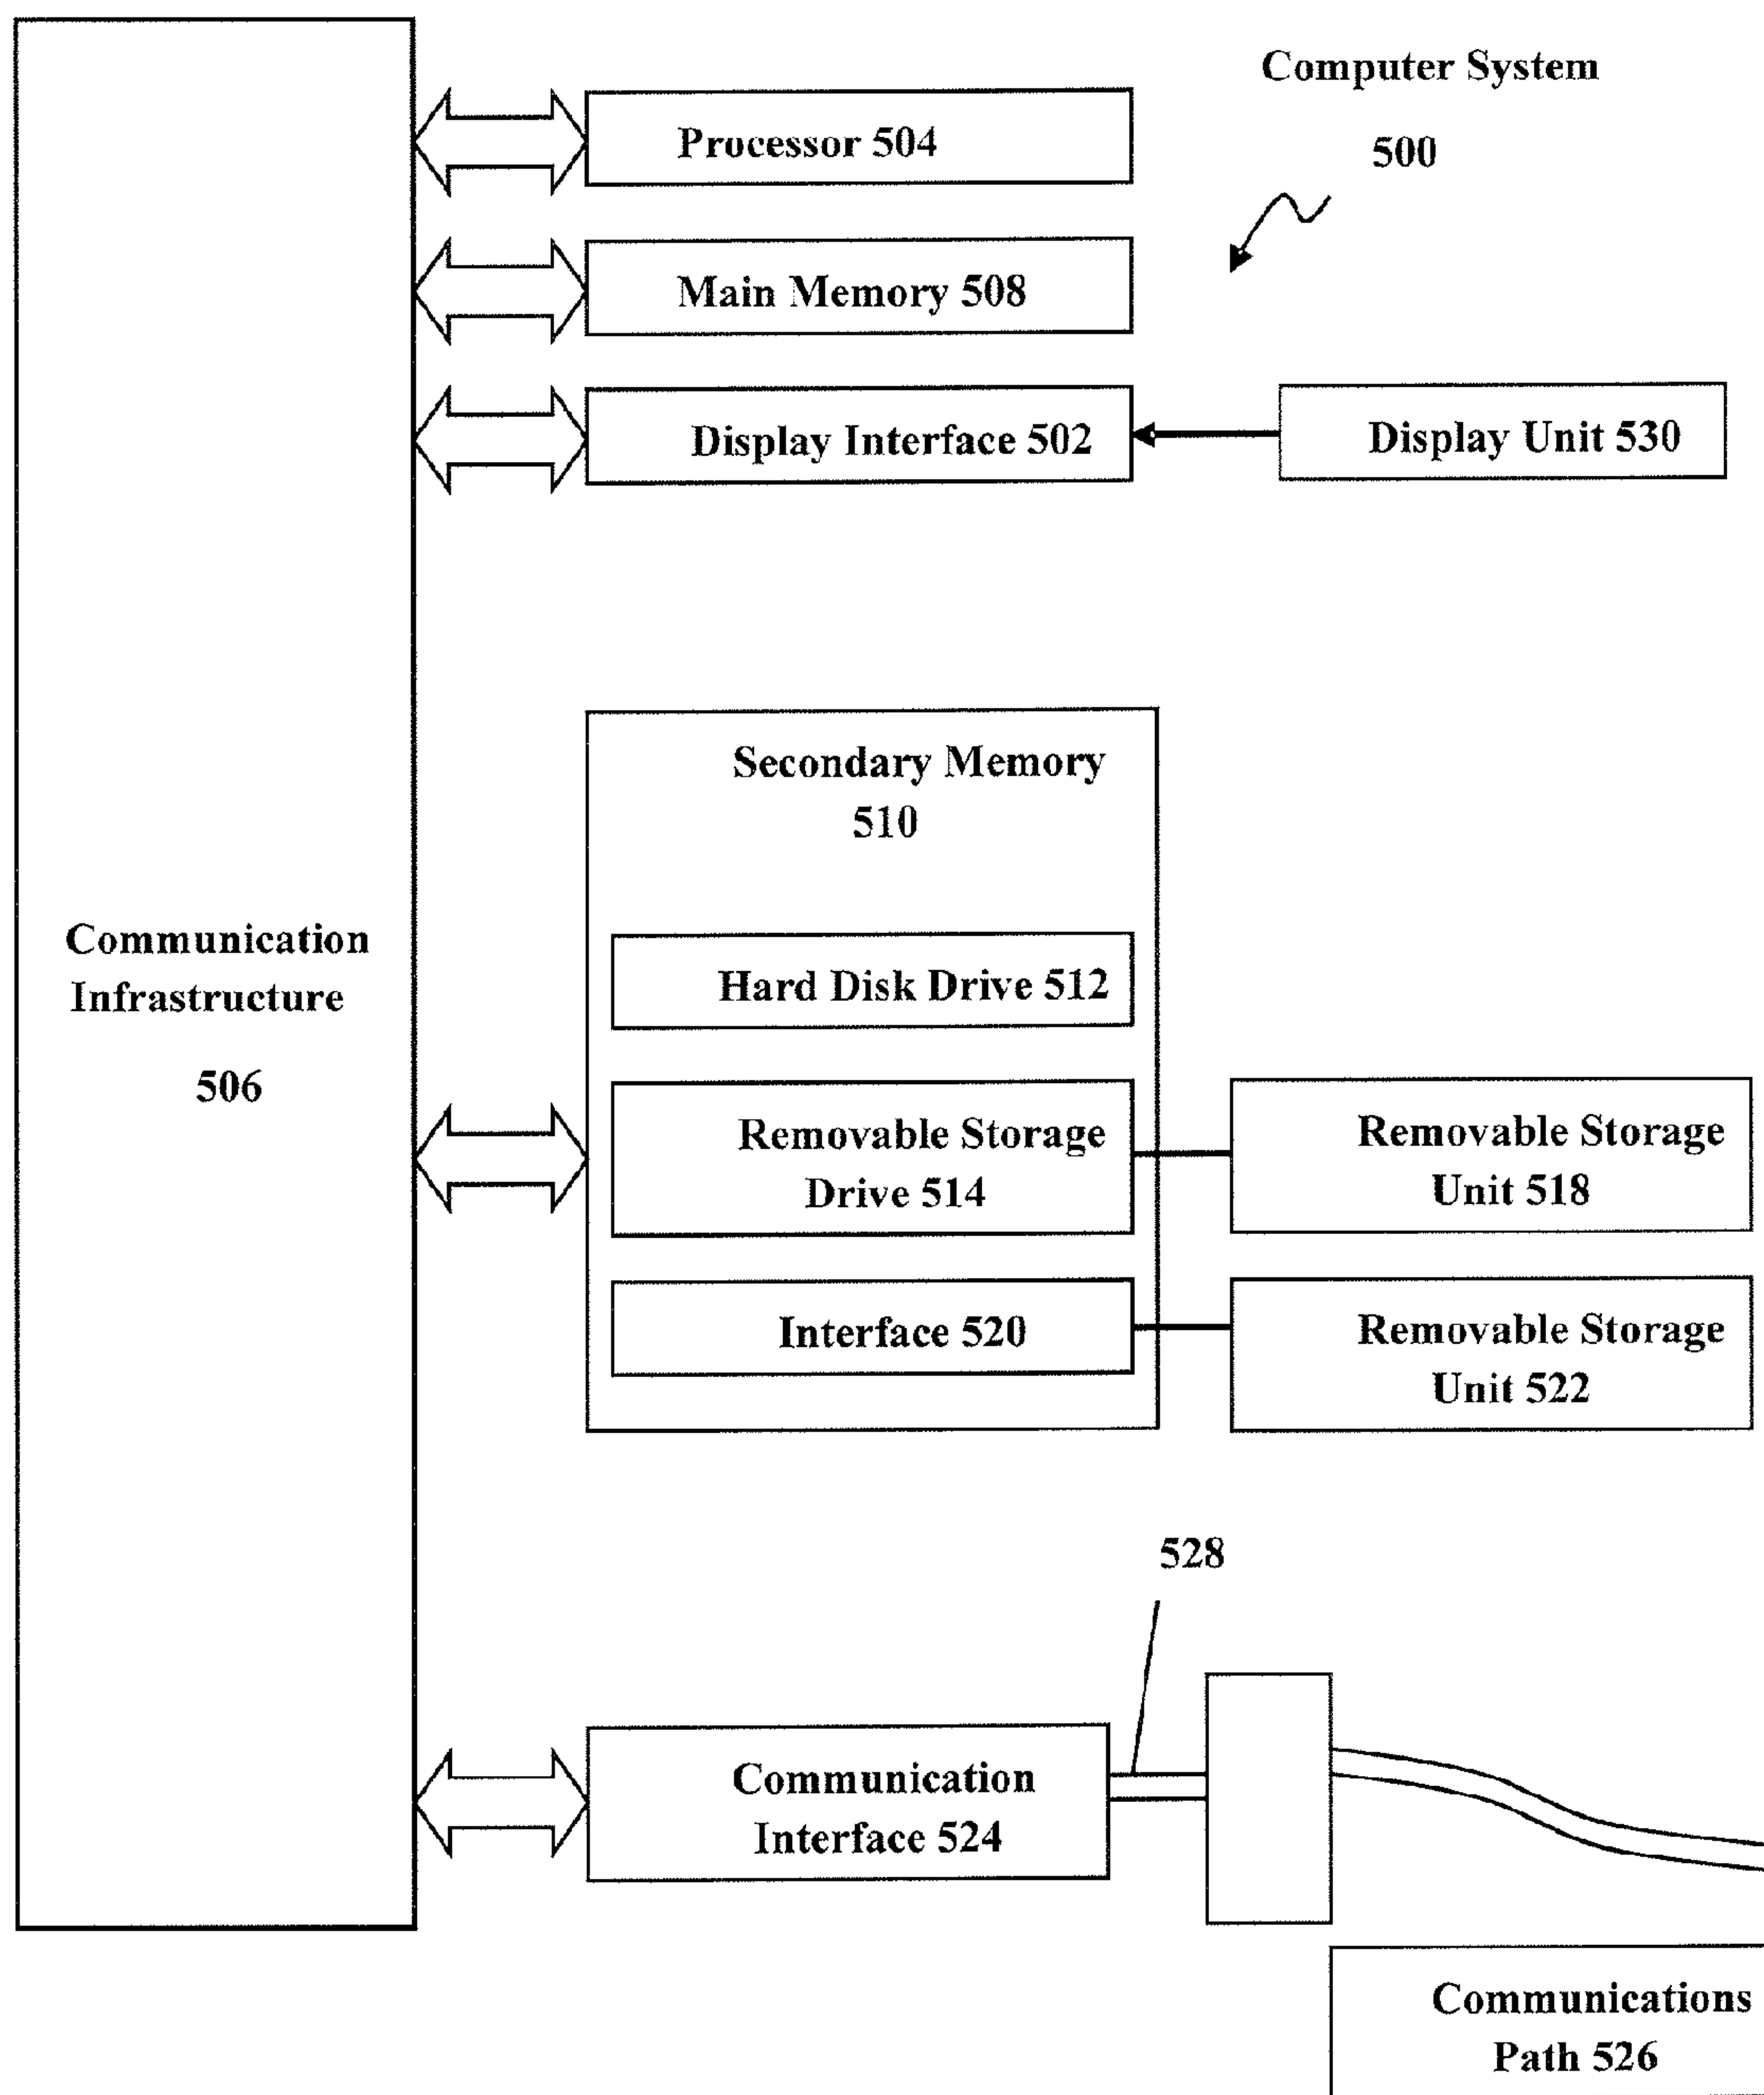 Computer System
500
Processor 504
Main Memory 508
Display Interface 502
Display Unit 530
Secondary Memory
510
Communication
Infrastructure
506
Hard Disk Drive 512
Removable Storage
Drive 514
Removable Storage
Unit 518
Interface 520
Removable Storage
Unit 522
528
Communication
Interface 524
Communications
Path 526